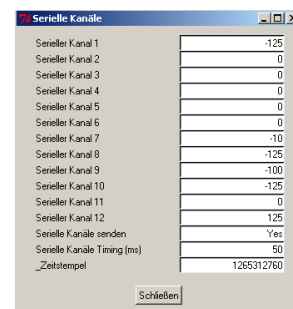 Serielle Kanäle
Serieller Kanal 1 -125
Serieller Kanal 2 0
Serieller Kanal 3 0
Serieller Kanal 4 0
Serieller Kanal 5 0
Serieller Kanal 6 0
Serieller Kanal 7 -10
Serieller Kanal 8 -125
Serieller Kanal 9 -100
Serieller Kanal 10 -125
Serieller Kanal 11 0
Serieller Kanal 12 125
Serielle Kanäle senden Yes
Serielle Kanäle Timing (ms) 50
_Zeitstempel 1265312760
Schließen